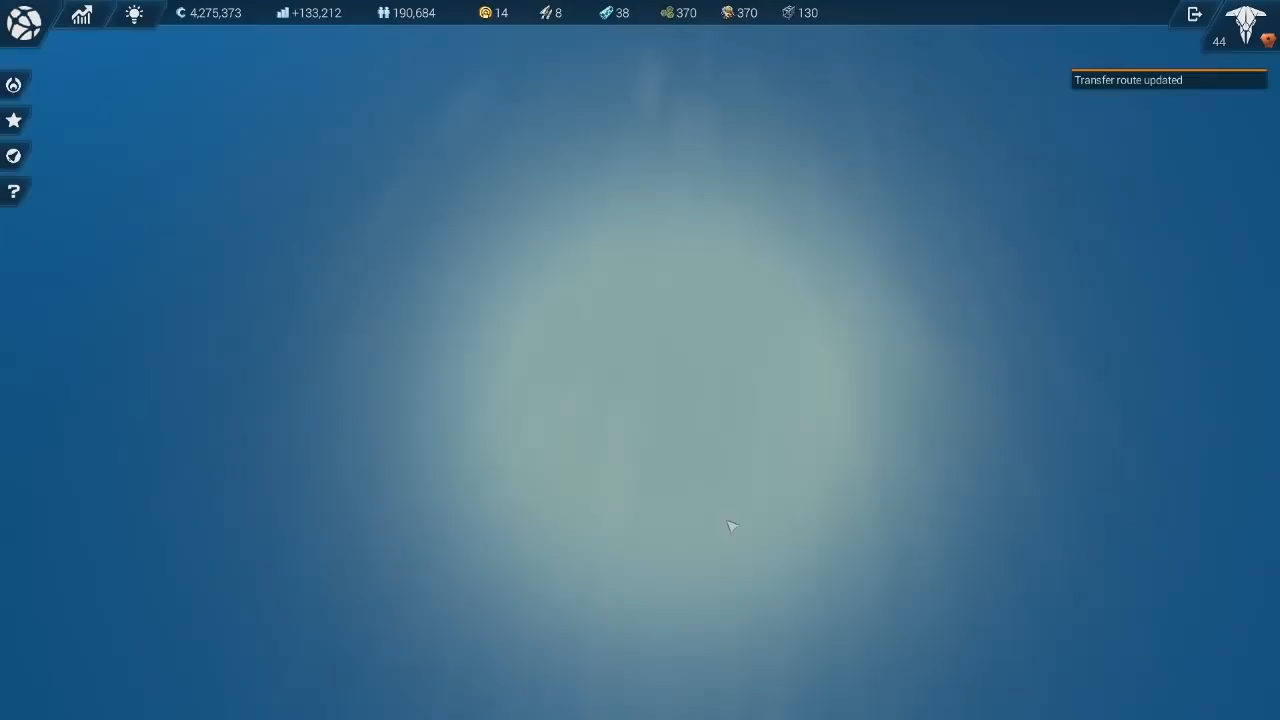 4,275,373 +133,212 190,684 14 8 38 370 370 130
44
Transfer route updated
?